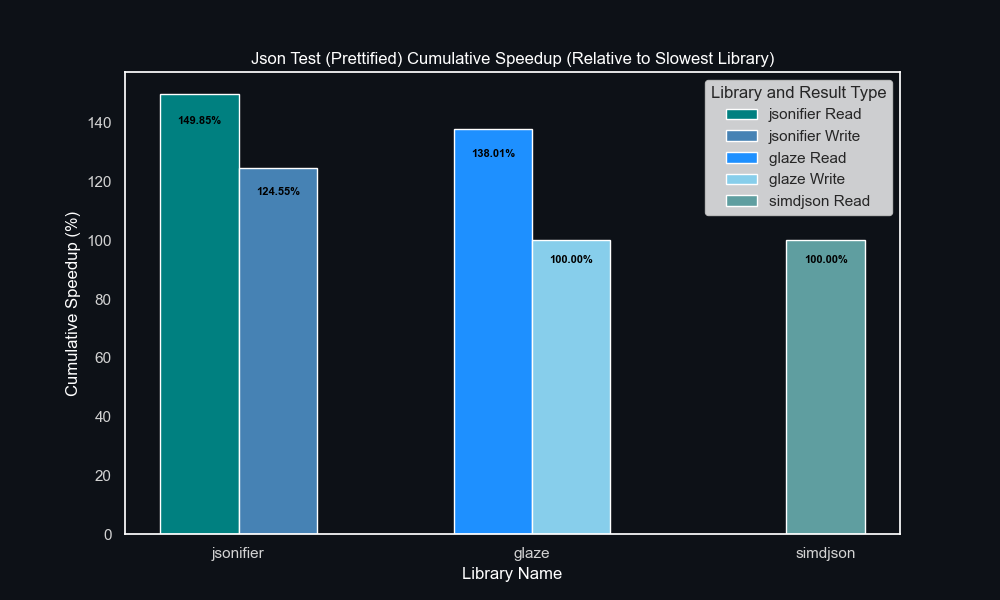 Json Test (Prettified) Cumulative Speedup (Relative to Slowest Library)
Library and Result Type
jsonifier Read
jsonifier Write
glaze Read
glaze Write
simdjson Read
Cumulative Speedup (%)
140
120
100
80
60
40
20
0
149.85%
124.55%
138.01%
100.00%
100.00%
jsonifier
glaze
simdjson
Library Name